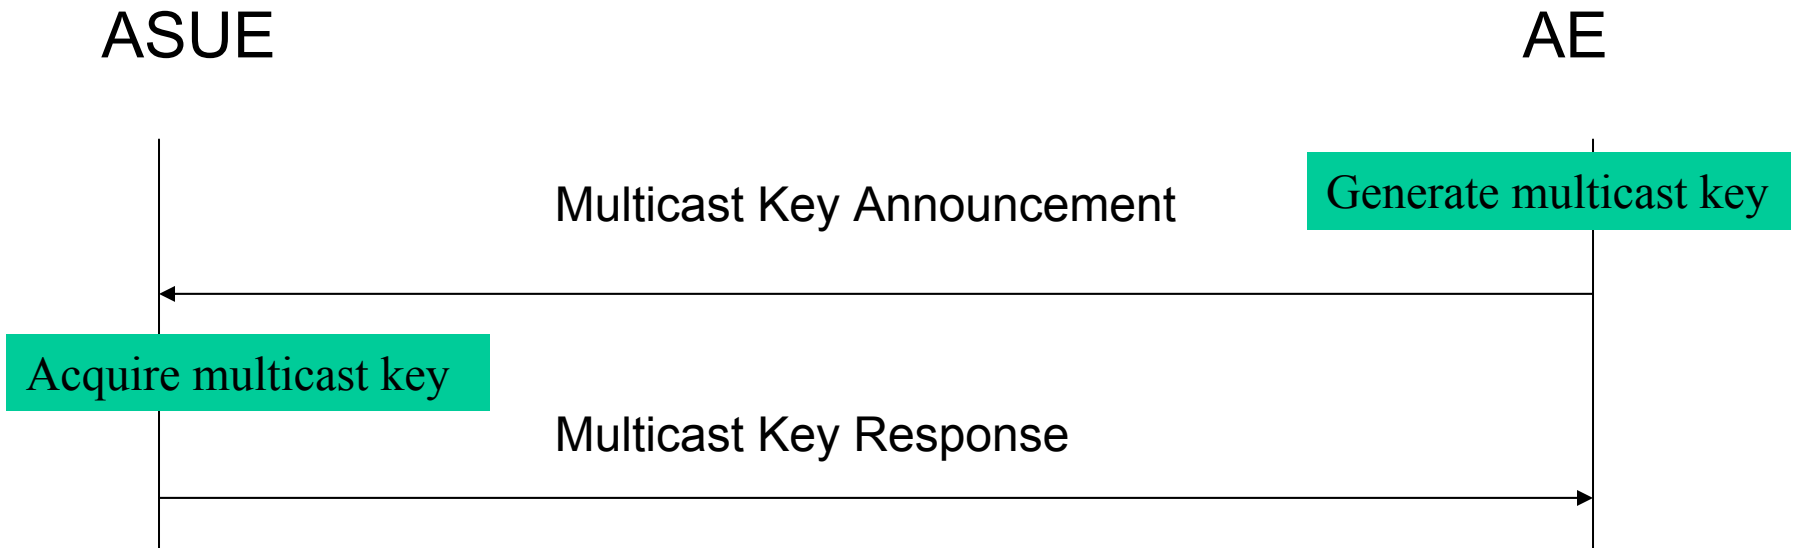 ASUE
AE
Generate multicast key
Multicast Key Announcement
Acquire multicast key
Multicast Key Response